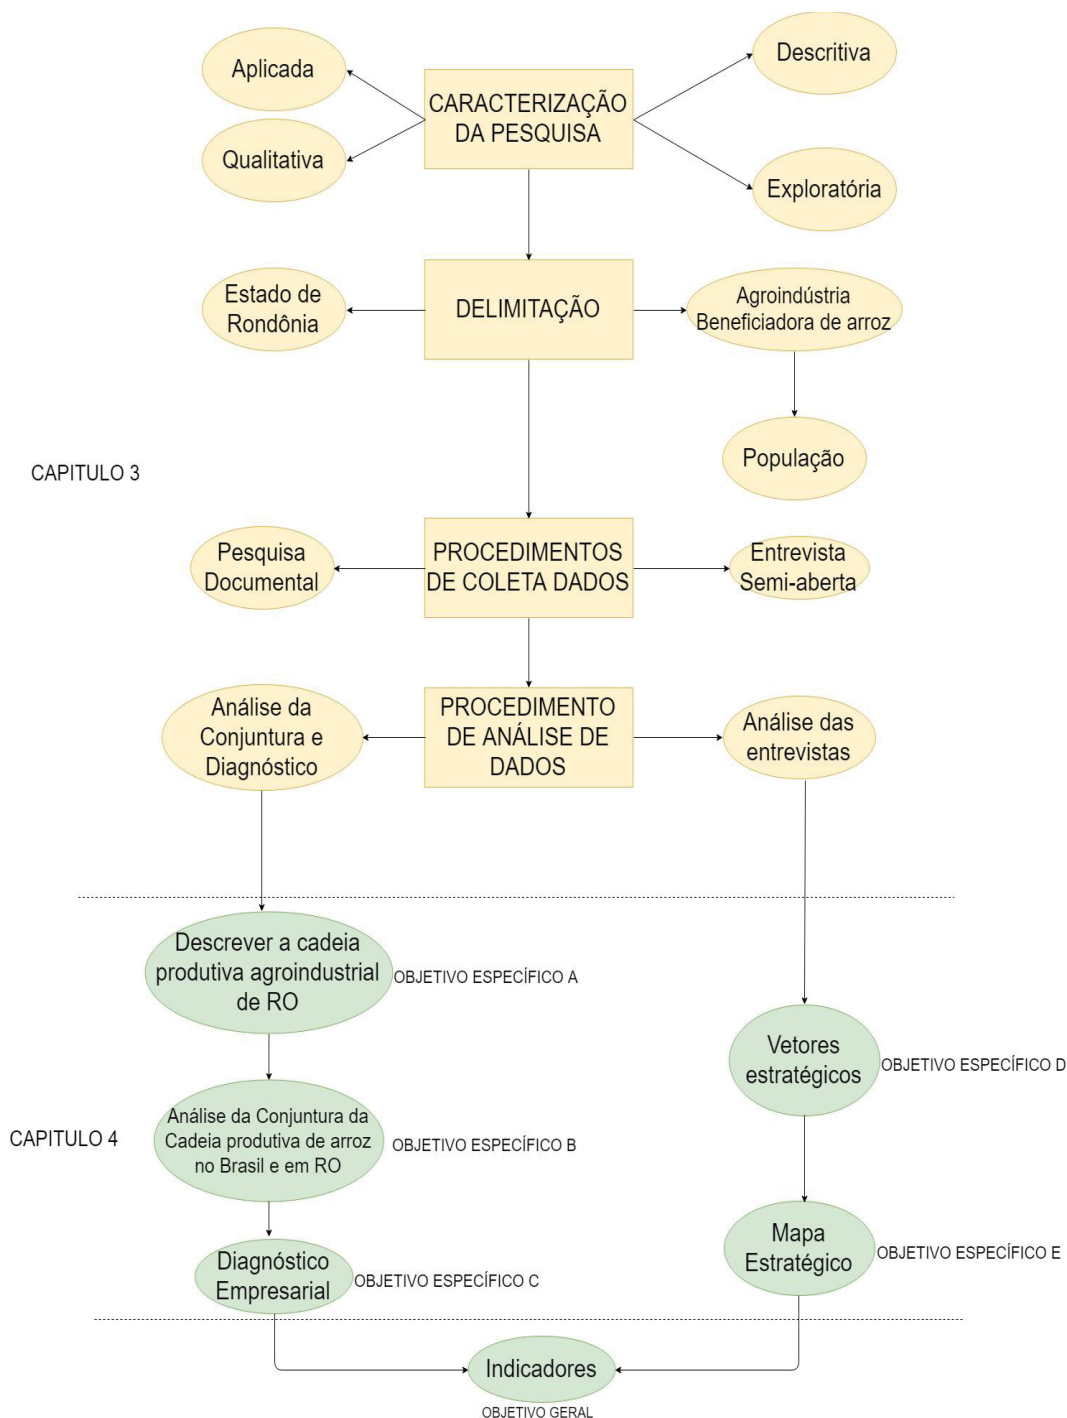 Aplicada
Qualitativa
CARACTERIZAÇÃO
DA PESQUISA
Descritiva
Exploratória
Estado de
Rondônia
DELIMITAÇÃO
Agroindústria
Beneficiadora de arroz
População
CAPITULO 3
Pesquisa
Documental
PROCEDIMENTOS
DE COLETA DADOS
Entrevista
Semi-aberta
Análise da
Conjuntura e
Diagnóstico
PROCEDIMENTO
DE ANÁLISE DE
DADOS
Análise das
entrevistas
Descrever a cadeia
produtiva agroindustrial
de RO
OBJETIVO ESPECÍFICO A
Vetores
estratégicos
OBJETIVO ESPECÍFICO D
CAPITULO 4
Análise da Conjuntura da
Cadeia produtiva de arroz
no Brasil e em RO
OBJETIVO ESPECÍFICO B
Mapa
Estratégico
OBJETIVO ESPECÍFICO E
Diagnóstico
Empresarial
OBJETIVO ESPECÍFICO C
Indicadores
OBJETIVO GERAL